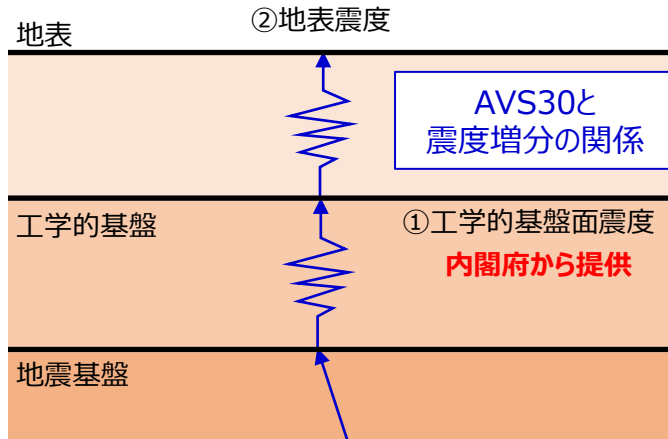 地表
②地表震度
AVS30と
震度増分の関係
工学的基盤
①工学的基盤面震度
内閣府から提供
地震基盤